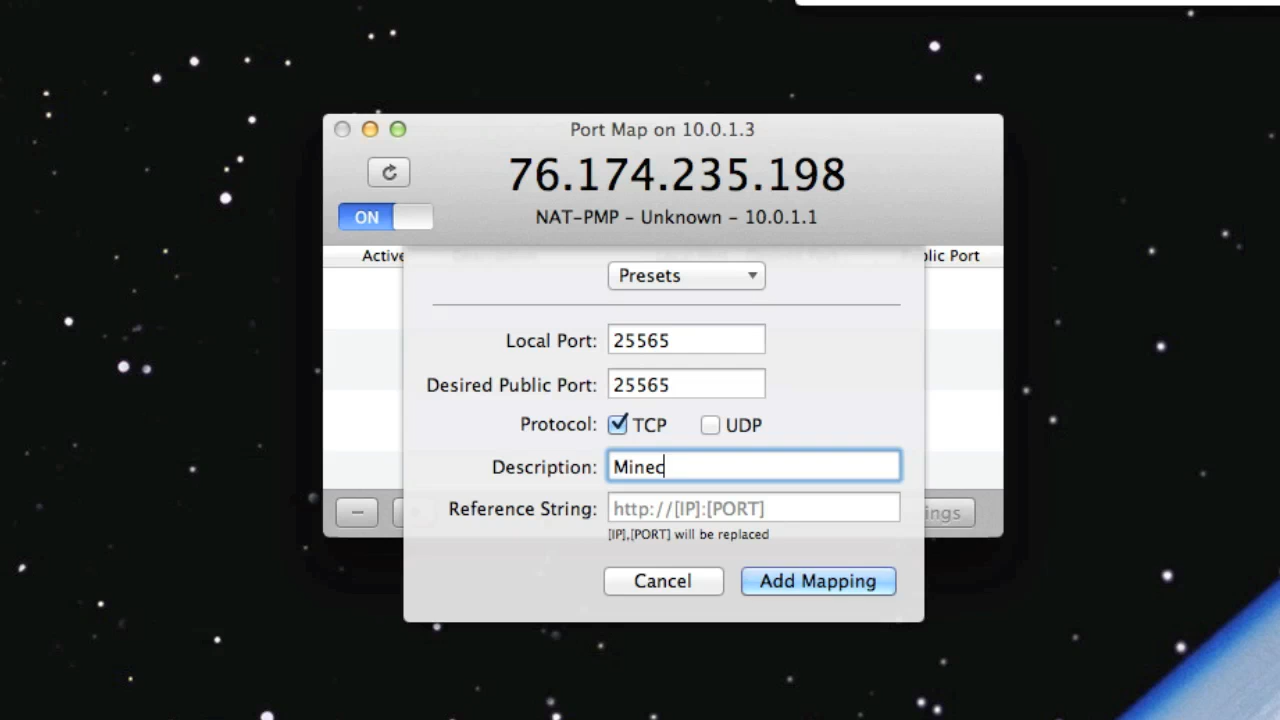 Port Map on 10.0.1.3
76.174.235.198
ON
NAT-PMP – Unknown – 10.0.1.1
Active
Port
Presets
Local Port: 25565
Desired Public Port: 25565
Protocol: TCP UDP
Description: Minec
Reference String: http://[IP]:[PORT]
[IP],[PORT] will be replaced
Cancel Add Mapping